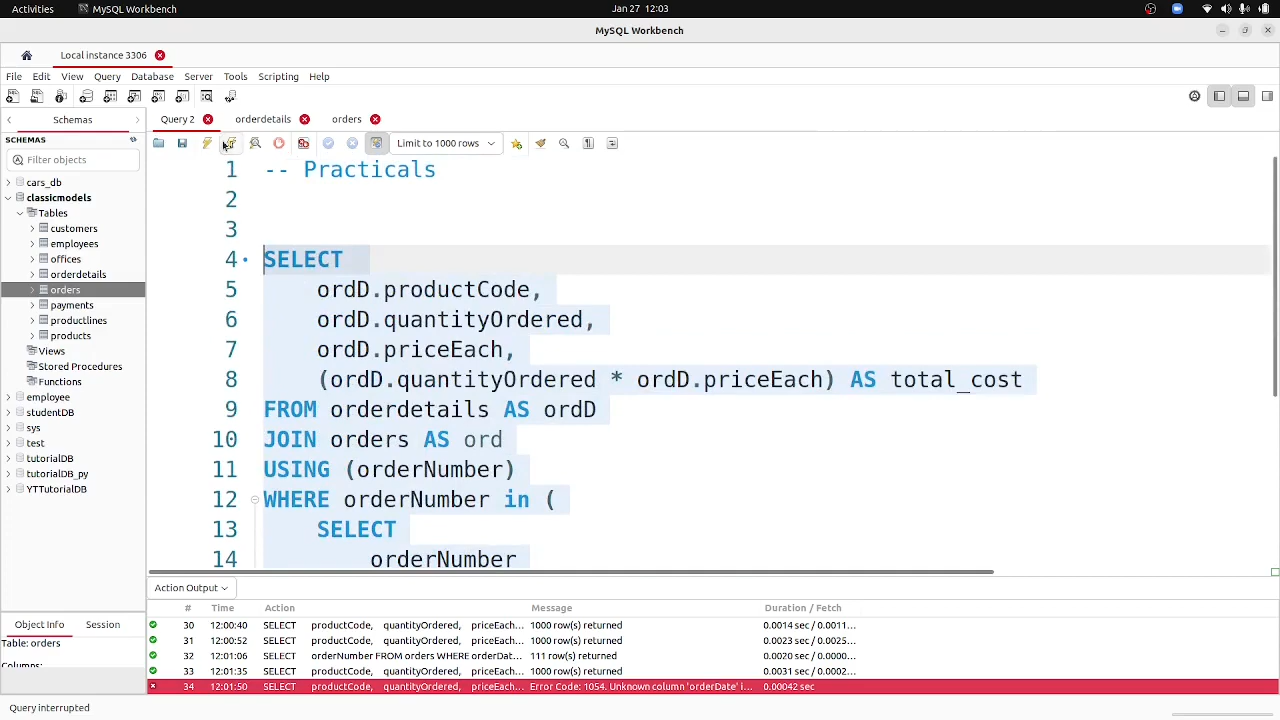 Activities MySQL Workbench Jan 27 12:03
MySQL Workbench
Local instance 3306
File Edit View Query Database Server Tools Scripting Help
Schemas
Query 2 orderdetails orders
SCHEMAS
Filter objects
Limit to 1000 rows
cars_db
classicmodels
Tables
customers
employees
offices
orderdetails
orders
payments
productlines
products
Views
Stored Procedures
Functions
employee
studentDB
sys
test
tutorialDB
tutorialDB_py
YTTutorialDB
1 -- Practicals
2
3
4 SELECT
5 ordD.productCode,
6 ordD.quantityOrdered,
7 ordD.priceEach,
8 (ordD.quantityOrdered * ordD.priceEach) AS total_cost
9 FROM orderdetails AS ordD
10 JOIN orders AS ord
11 USING (orderNumber)
12 WHERE orderNumber in (
13 SELECT
14 orderNumber
Action Output
# Time Action Message Duration / Fetch
30 12:00:40 SELECT productCode, quantityOrdered, priceEach... 1000 row(s) returned 0.0014 sec / 0.0011...
31 12:00:52 SELECT productCode, quantityOrdered, priceEach... 1000 row(s) returned 0.0023 sec / 0.0025...
32 12:01:06 SELECT orderNumber FROM orders WHERE orderDat... 111 row(s) returned 0.0020 sec / 0.0000...
33 12:01:35 SELECT productCode, quantityOrdered, priceEach... 1000 row(s) returned 0.0031 sec / 0.0002...
34 12:01:50 SELECT productCode, quantityOrdered, priceEach... Error Code: 1054. Unknown column 'orderDate' i... 0.00042 sec
Object Info Session
Table: orders
Columns:
Query interrupted